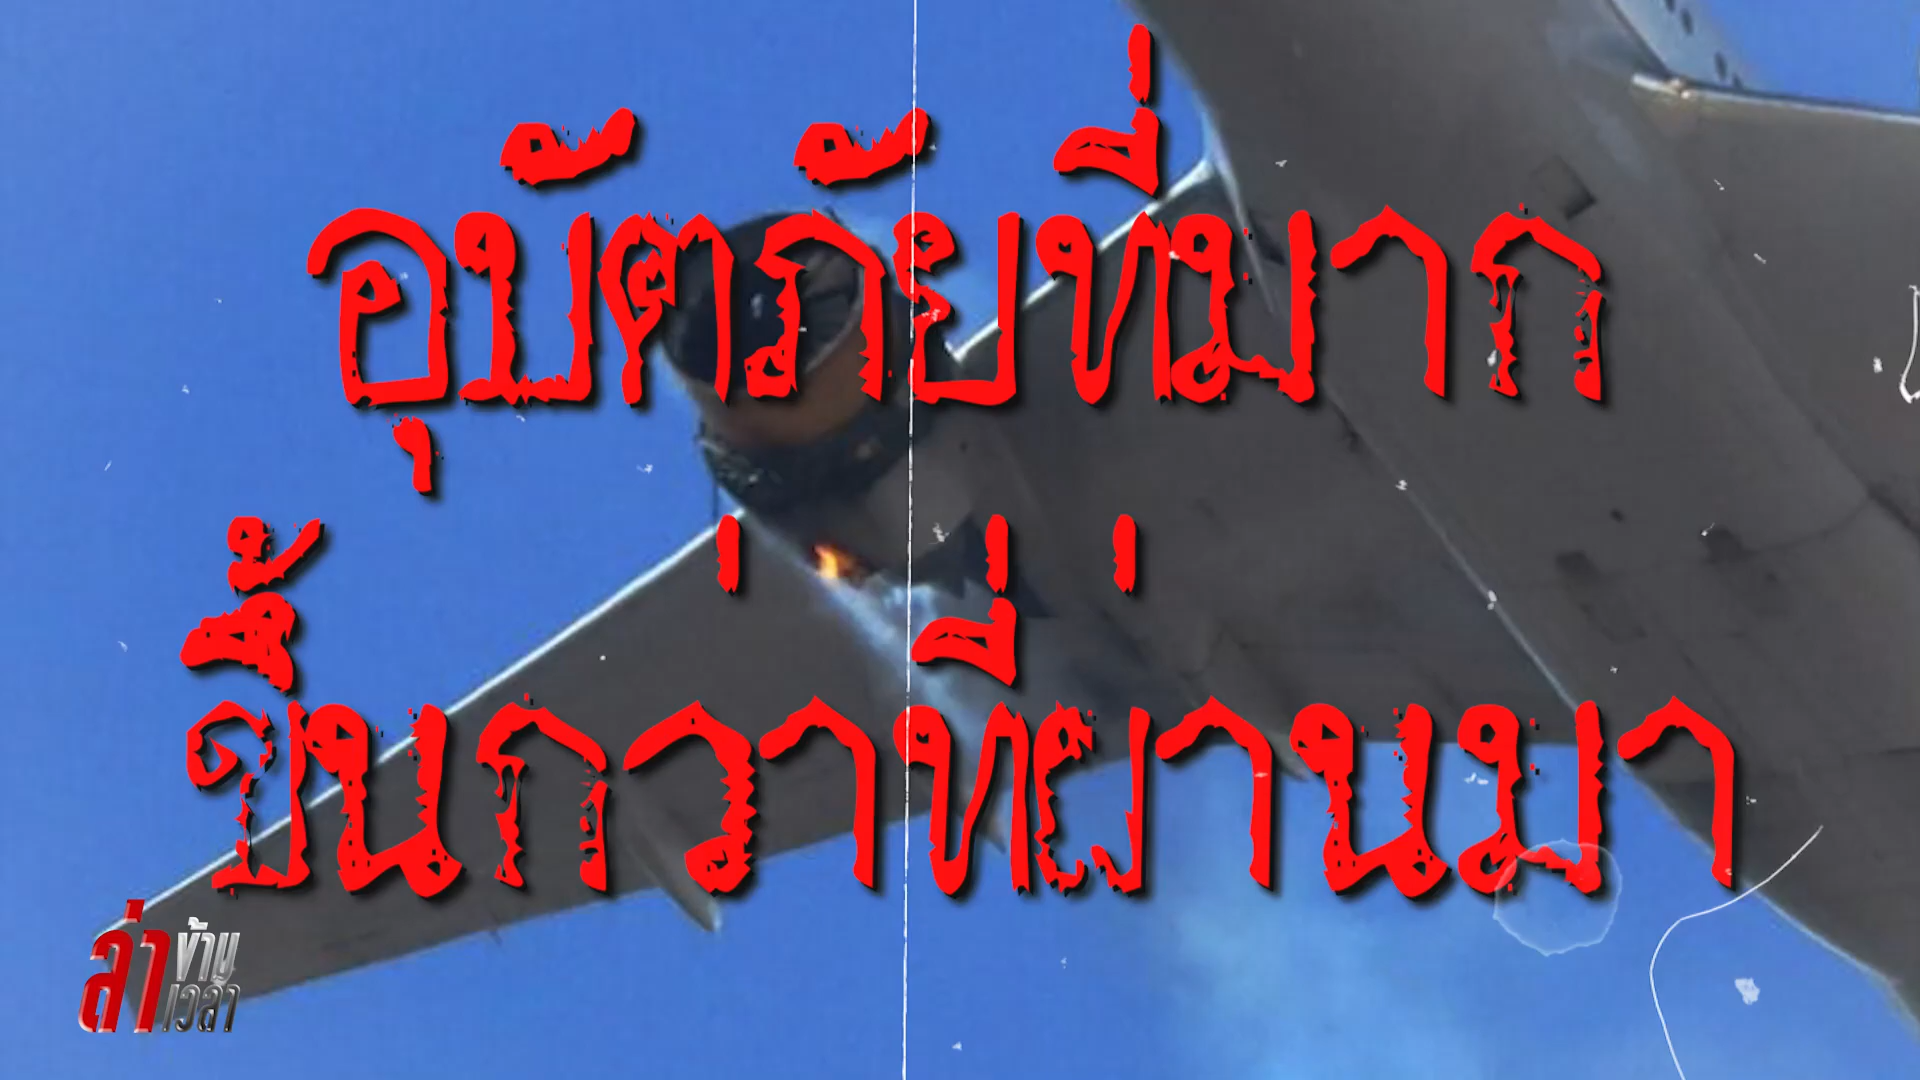 อุบัติภัยที่มาก
ขึ้นกว่าที่ผ่านมา
ล่า
ข้าม
เวลา